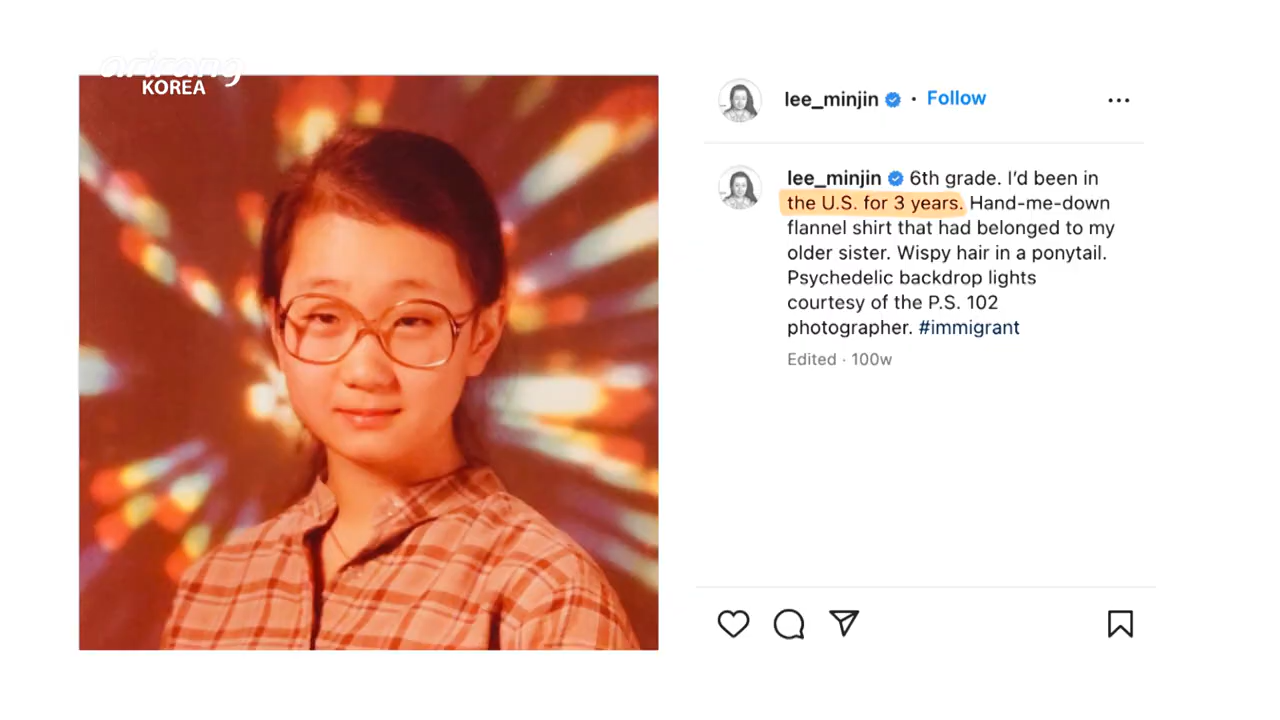 arirang
KOREA
lee_minjin · Follow
lee_minjin 6th grade. I’d been in
the U.S. for 3 years. Hand-me-down
flannel shirt that had belonged to my
older sister. Wispy hair in a ponytail.
Psychedelic backdrop lights
courtesy of the P.S. 102
photographer. #immigrant
Edited · 100w